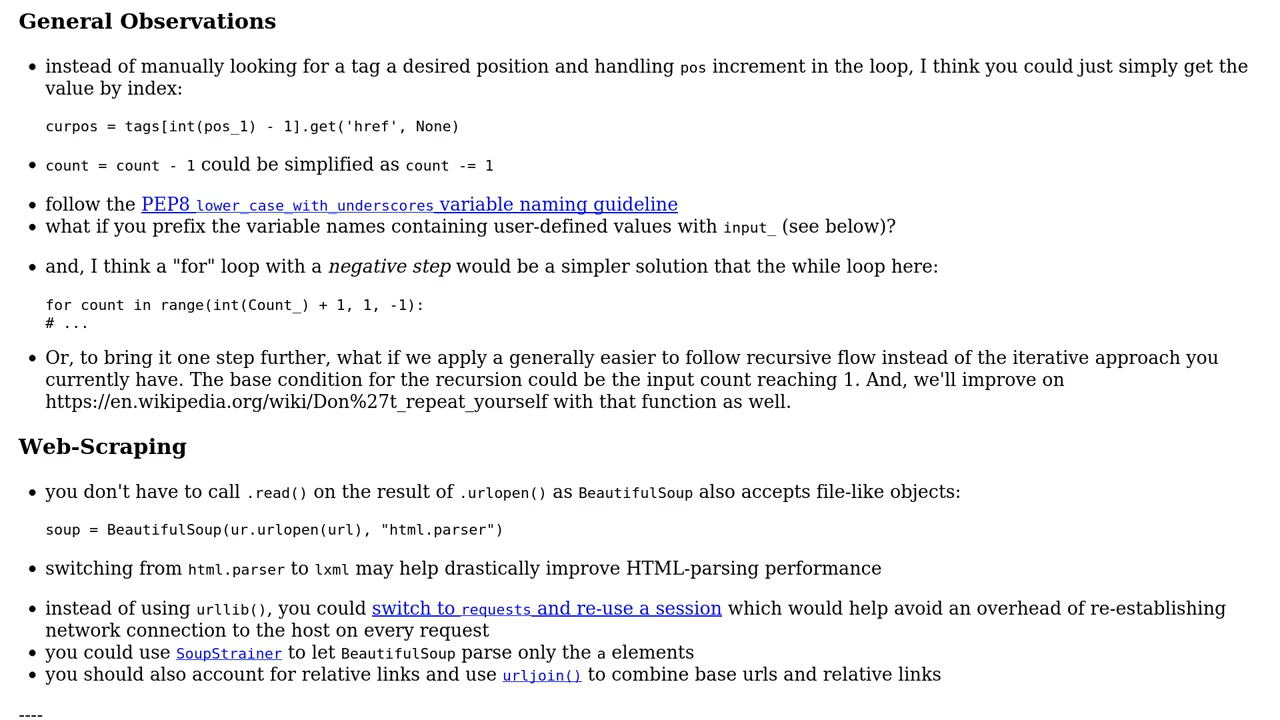 General Observations
• instead of manually looking for a tag a desired position and handling pos increment in the loop, I think you could just simply get the
value by index:
curpos = tags[int(pos_1) - 1].get('href', None)
• count = count - 1 could be simplified as count -= 1
• follow the PEP8 lower_case_with_underscores variable naming guideline
• what if you prefix the variable names containing user-defined values with input_ (see below)?
• and, I think a "for" loop with a negative step would be a simpler solution that the while loop here:
for count in range(int(Count_) + 1, 1, -1):
# ...
• Or, to bring it one step further, what if we apply a generally easier to follow recursive flow instead of the iterative approach you
currently have. The base condition for the recursion could be the input count reaching 1. And, we'll improve on
https://en.wikipedia.org/wiki/Don%27t_repeat_yourself with that function as well.
Web-Scraping
• you don't have to call .read() on the result of .urlopen() as BeautifulSoup also accepts file-like objects:
soup = BeautifulSoup(ur.urlopen(url), "html.parser")
• switching from html.parser to lxml may help drastically improve HTML-parsing performance
• instead of using urllib(), you could switch to requests and re-use a session which would help avoid an overhead of re-establishing
network connection to the host on every request
• you could use SoupStrainer to let BeautifulSoup parse only the a elements
• you should also account for relative links and use urljoin() to combine base urls and relative links
----